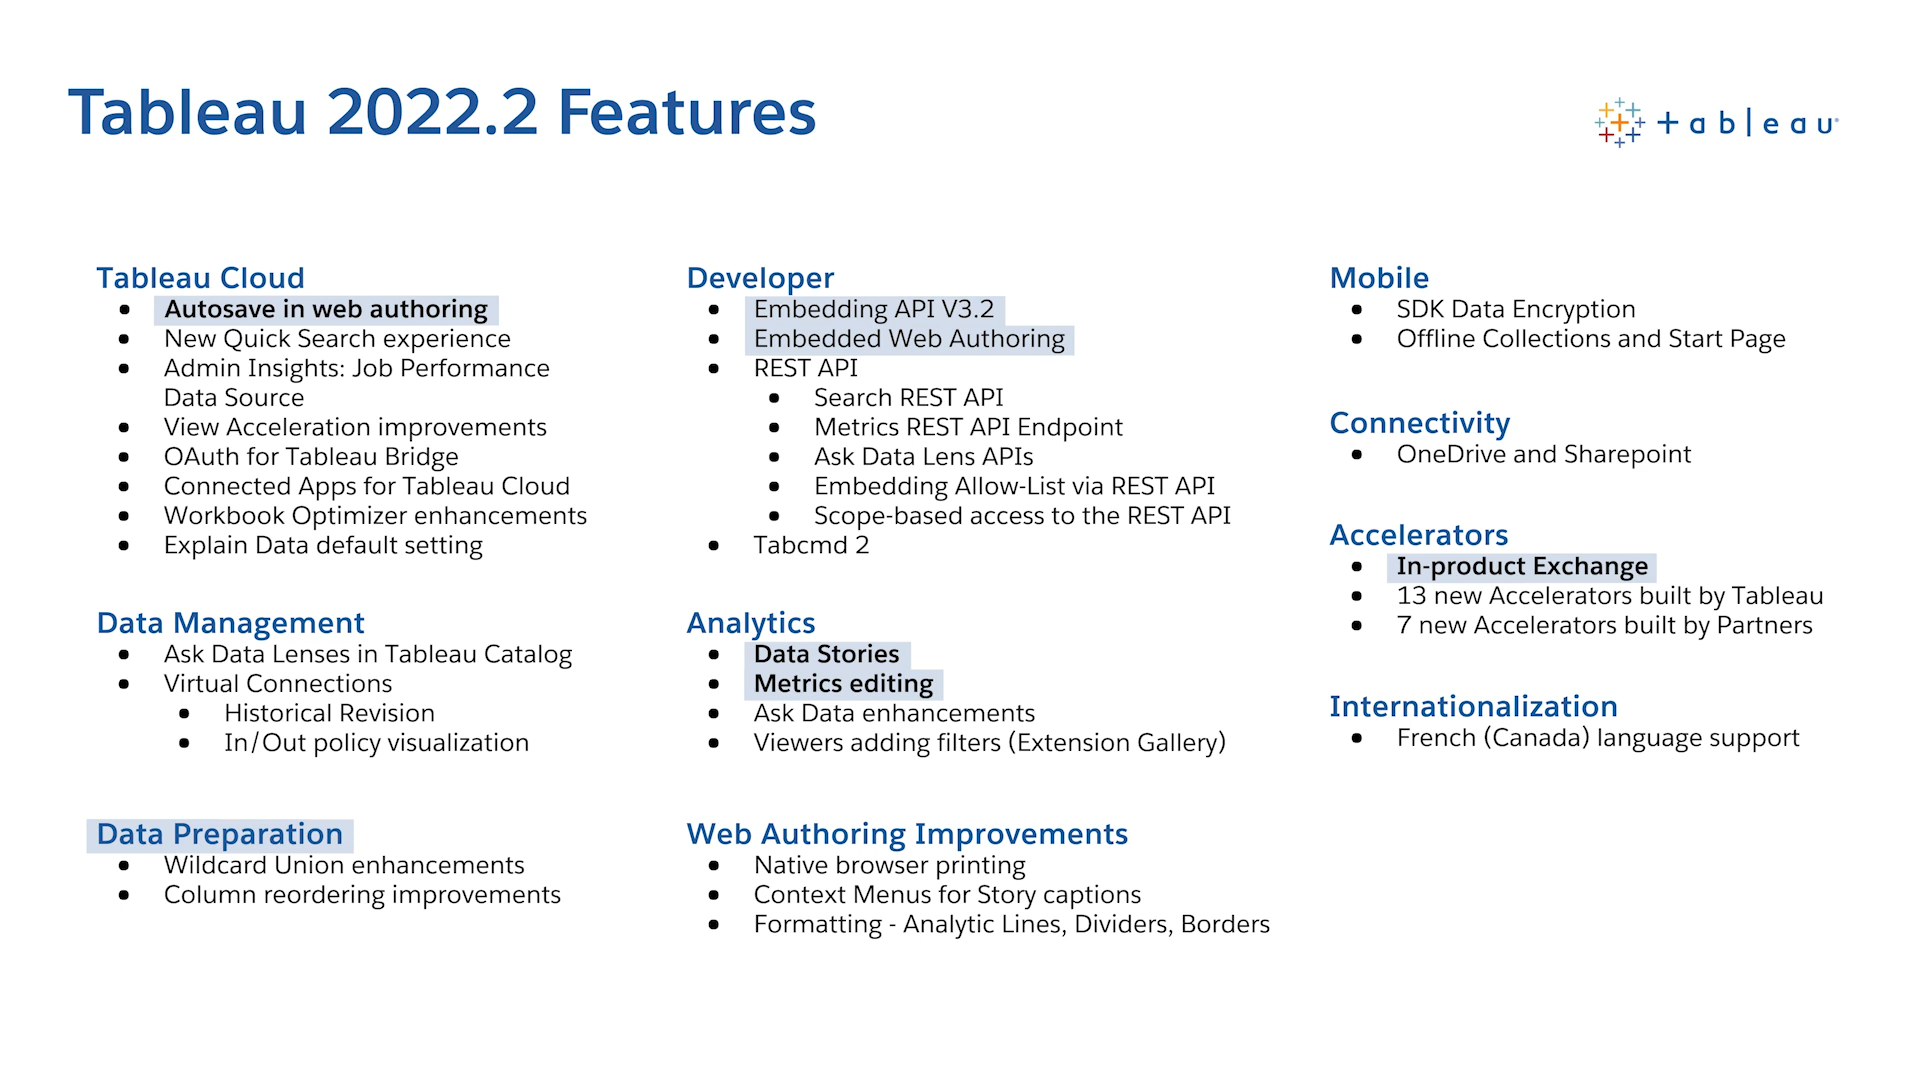 Tableau 2022.2 Features
+ableau
Tableau Cloud
Autosave in web authoring
New Quick Search experience
Admin Insights: Job Performance
Data Source
View Acceleration improvements
OAuth for Tableau Bridge
Connected Apps for Tableau Cloud
Workbook Optimizer enhancements
Explain Data default setting
Data Management
Ask Data Lenses in Tableau Catalog
Virtual Connections
Historical Revision
In/Out policy visualization
Data Preparation
Wildcard Union enhancements
Column reordering improvements
Developer
Embedding API V3.2
Embedded Web Authoring
REST API
Search REST API
Metrics REST API Endpoint
Ask Data Lens APIs
Embedding Allow-List via REST API
Scope-based access to the REST API
Tabcmd 2
Analytics
Data Stories
Metrics editing
Ask Data enhancements
Viewers adding filters (Extension Gallery)
Web Authoring Improvements
Native browser printing
Context Menus for Story captions
Formatting - Analytic Lines, Dividers, Borders
Mobile
SDK Data Encryption
Offline Collections and Start Page
Connectivity
OneDrive and Sharepoint
Accelerators
In-product Exchange
13 new Accelerators built by Tableau
7 new Accelerators built by Partners
Internationalization
French (Canada) language support